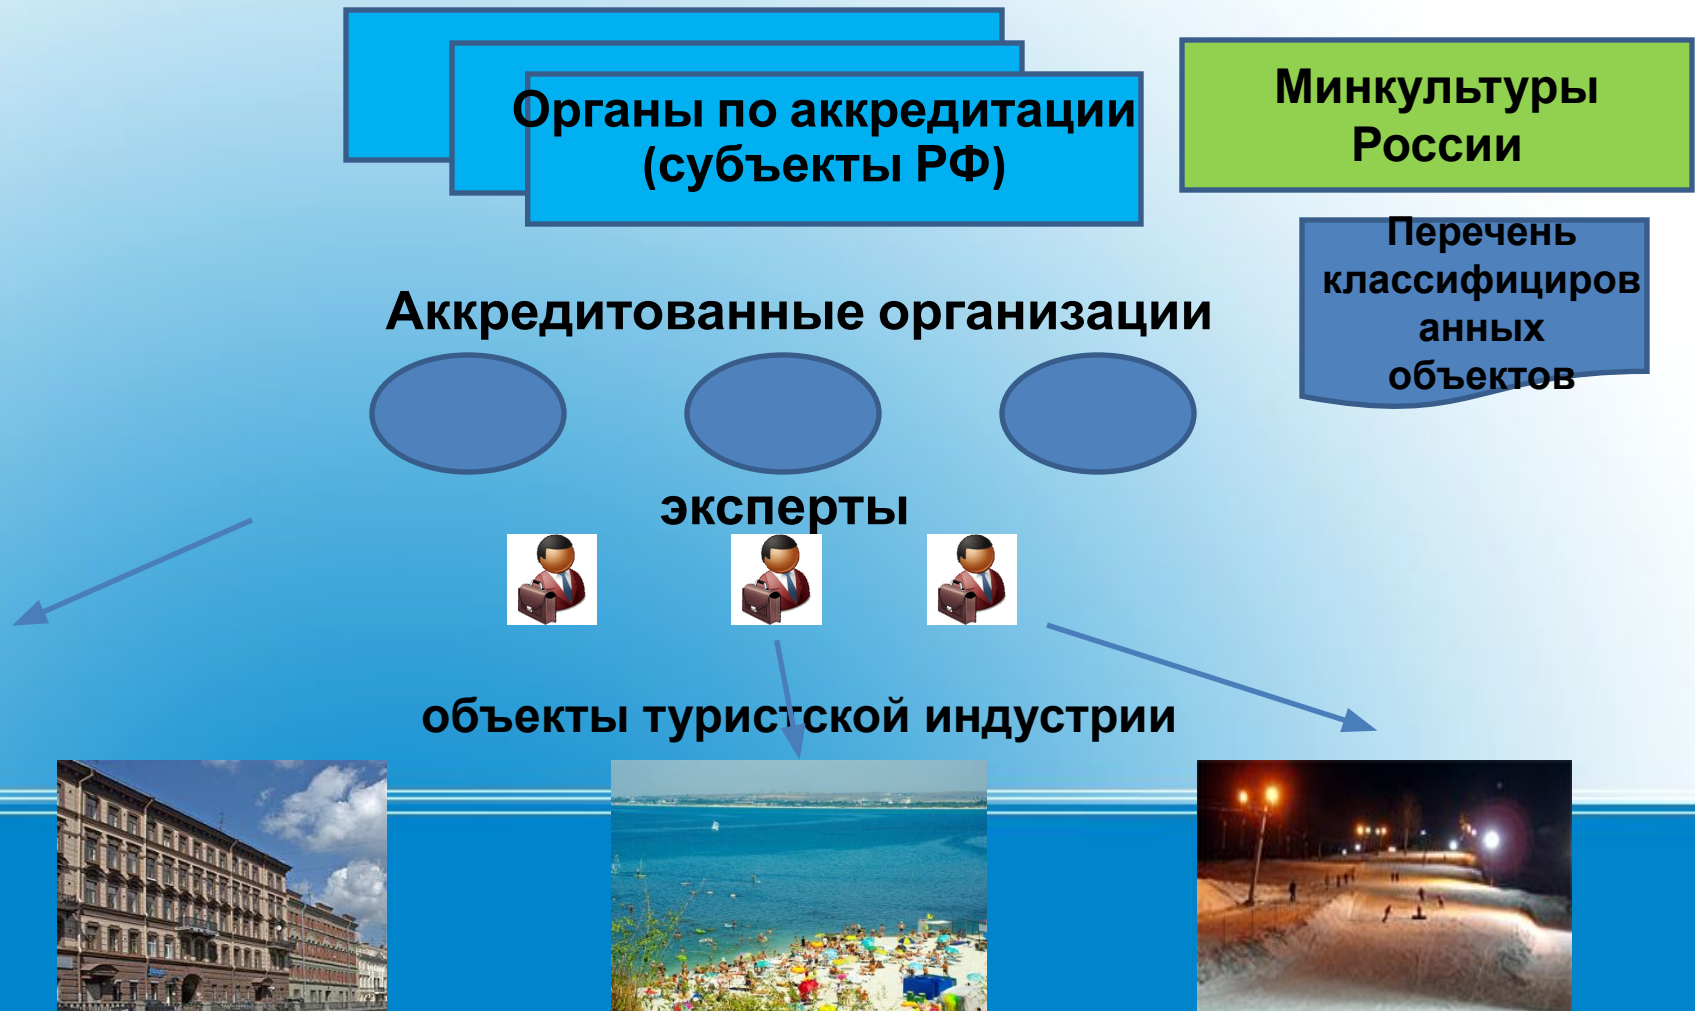 Органы по аккредитации
(субъекты РФ)
Минкультуры
России
Перечень
классифициров
анных
объектов
Аккредитованные организации
эксперты
объекты туристской индустрии